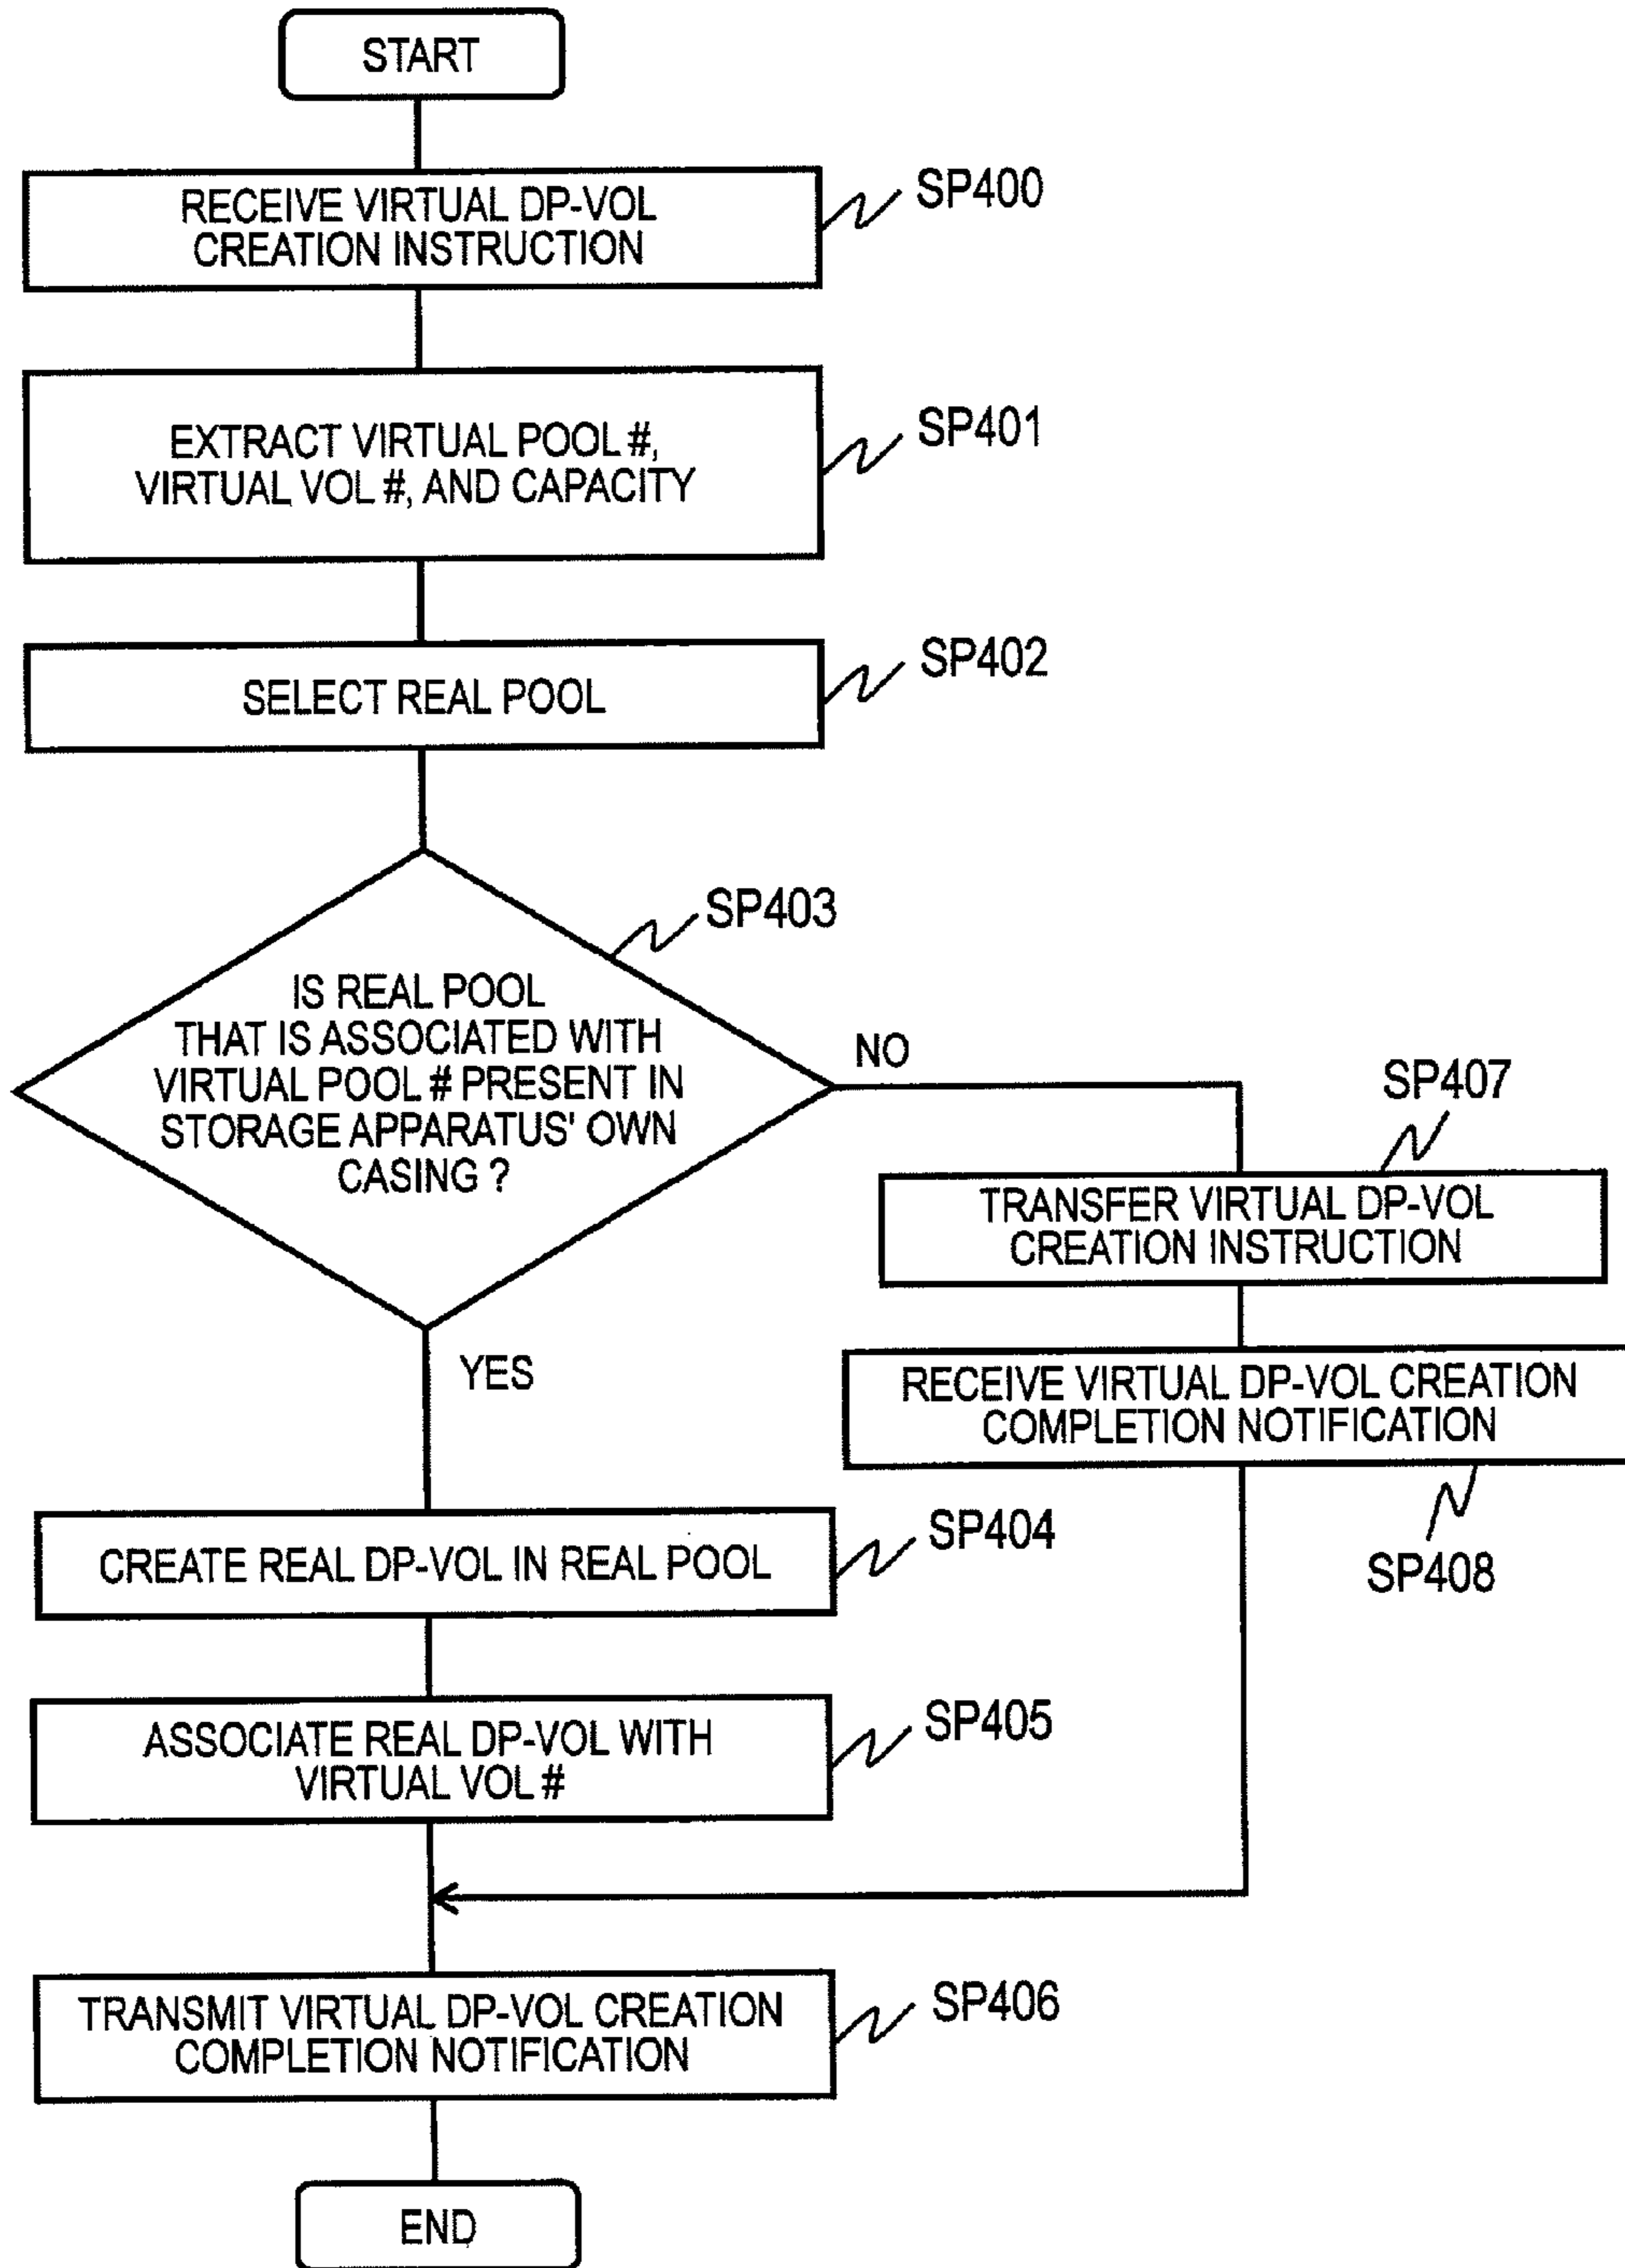 START
RECEIVE VIRTUAL DP-VOL
CREATION INSTRUCTION
SP400
EXTRACT VIRTUAL POOL #,
VIRTUAL VOL #, AND CAPACITY
SP401
SELECT REAL POOL
SP402
SP403
IS REAL POOL
THAT IS ASSOCIATED WITH
VIRTUAL POOL # PRESENT IN
STORAGE APPARATUS' OWN
CASING ?
NO
YES
SP407
TRANSFER VIRTUAL DP-VOL
CREATION INSTRUCTION
RECEIVE VIRTUAL DP-VOL CREATION
COMPLETION NOTIFICATION
SP408
CREATE REAL DP-VOL IN REAL POOL
SP404
ASSOCIATE REAL DP-VOL WITH
VIRTUAL VOL #
SP405
TRANSMIT VIRTUAL DP-VOL CREATION
COMPLETION NOTIFICATION
SP406
END